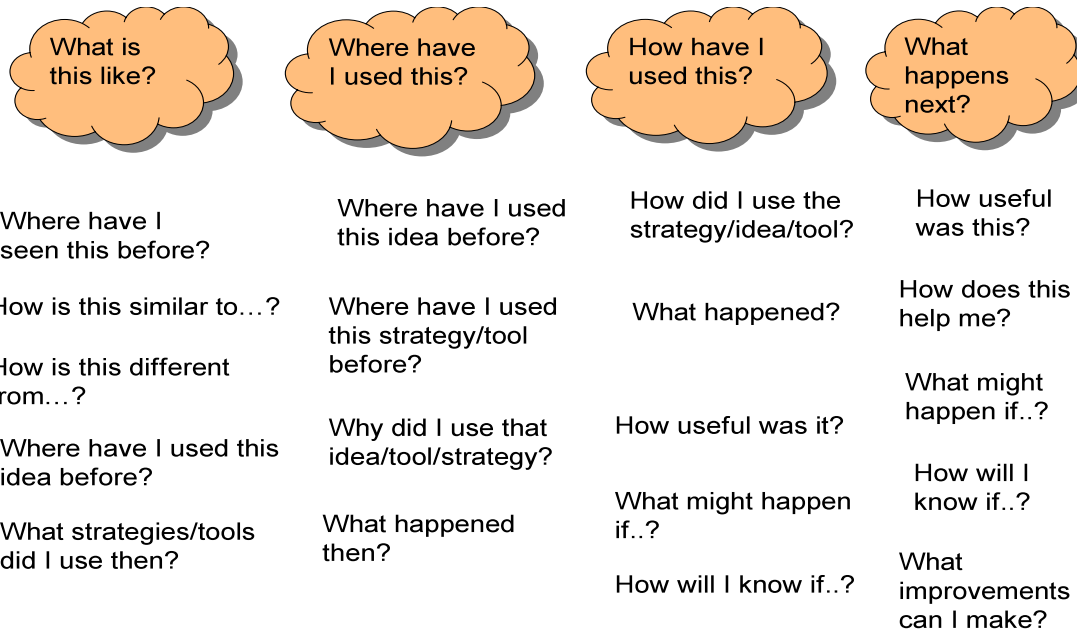 What is
this like?
Where have I
seen this before?
How is this similar to…?
How is this different
from…?
Where have I used this
idea before?
What strategies/tools
did I use then?
Where have
I used this?
Where have I used
this idea before?
Where have I used
this strategy/tool
before?
Why did I use that
idea/tool/strategy?
What happened
then?
How have I
used this?
How did I use the
strategy/idea/tool?
What happened?
How useful was it?
What might happen
if..?
How will I know if..?
What
happens
next?
How useful
was this?
How does this
help me?
What might
happen if..?
How will I
know if..?
What
improvements
can I make?